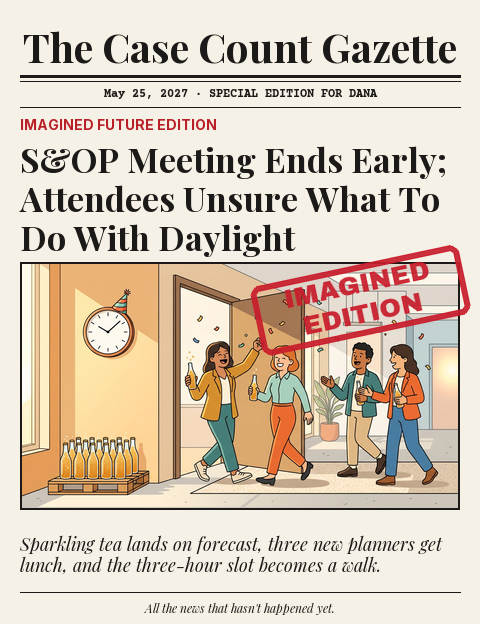 The Case Count Gazette
May 25, 2027 · SPECIAL EDITION FOR DANA
IMAGINED FUTURE EDITION
S&OP Meeting Ends Early;
Attendees Unsure What To
Do With Daylight
IMAGINED
EDITION
Sparkling tea lands on forecast, three new planners get
lunch, and the three-hour slot becomes a walk.
All the news that hasn't happened yet.